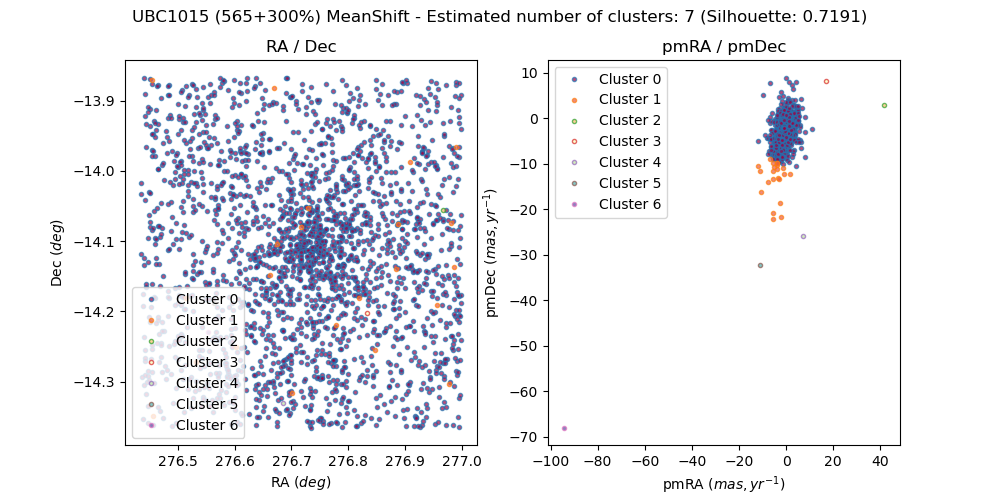 UBC1015 (565+300%) MeanShift - Estimated number of clusters: 7 (Silhouette: 0.7191)
RA / Dec
Dec (deg)
−13.9
−14.0
−14.1
−14.2
−14.3
Cluster 0
Cluster 1
Cluster 2
Cluster 3
Cluster 4
Cluster 5
Cluster 6
276.5
276.6
276.7
276.8
276.9
277.0
RA (deg)
pmRA / pmDec
pmDec (mas, yr⁻¹)
10
0
−10
−20
−30
−40
−50
−60
−70
Cluster 0
Cluster 1
Cluster 2
Cluster 3
Cluster 4
Cluster 5
Cluster 6
−100
−80
−60
−40
−20
0
20
40
pmRA (mas, yr⁻¹)